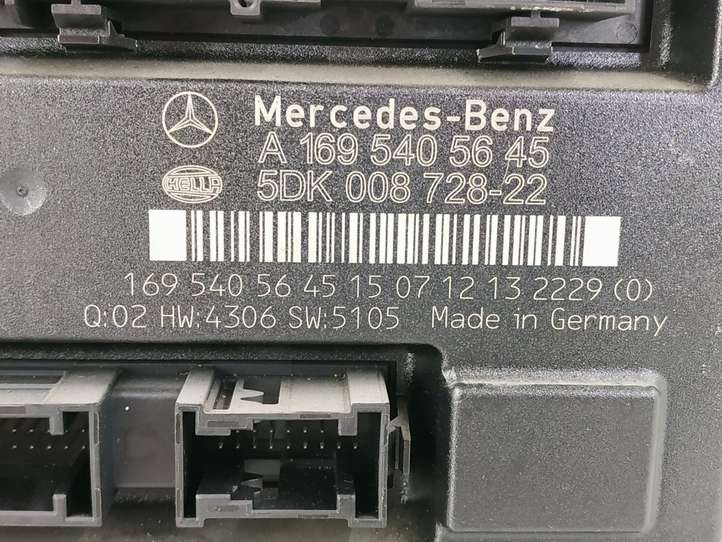 Mercedes-Benz
A 169 540 56 45
HELLA
5DK 008 728-22
169 540 56 45 15 07 12 13 2229 (0)
Q:02 HW:4306 SW:5105 Made in Germany